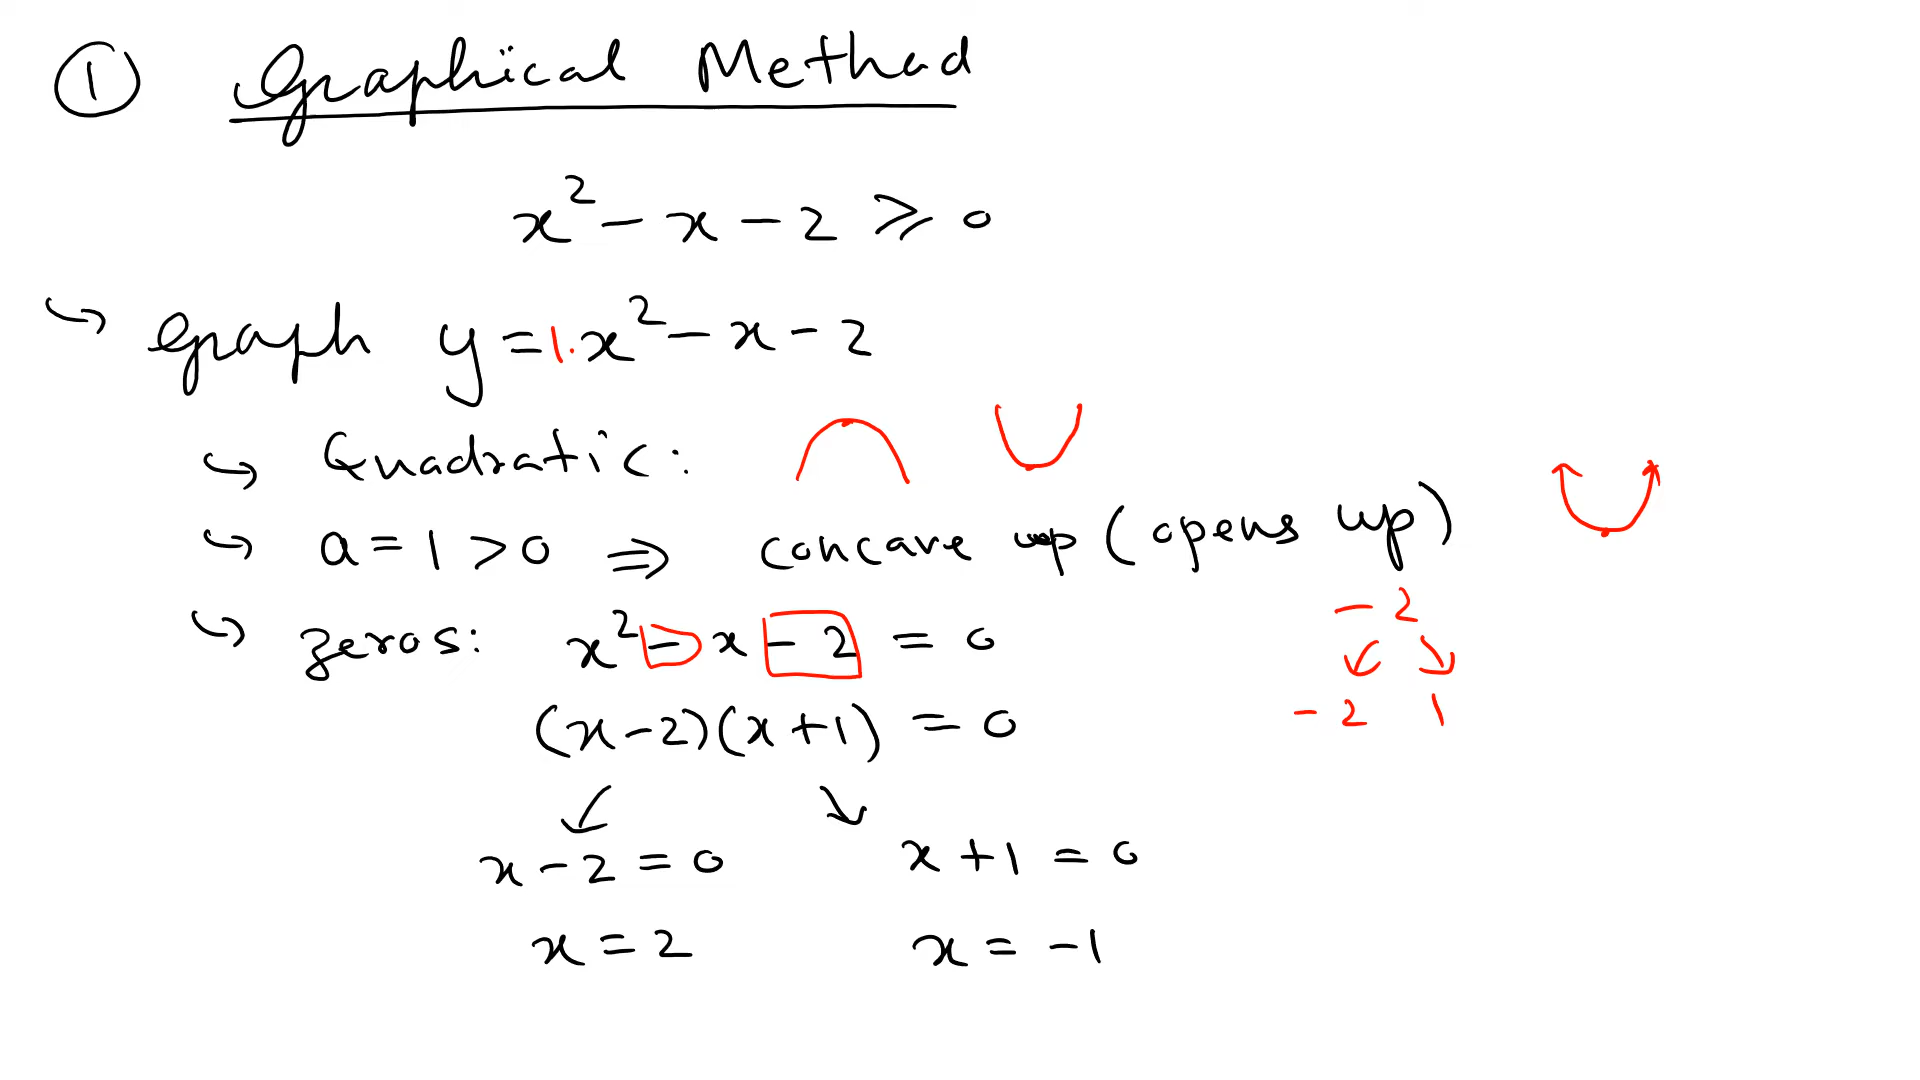 ① Graphical Method
x² - x - 2 ⩾ 0
↪ Graph y = 1·x² - x - 2
↪ Quadratic:
↪ a = 1 > 0 ⇒ concave up (opens up)
↪ zeros: x² - x - 2 = 0
- 2
↙ ↘
- 2 1
(x - 2)(x + 1) = 0
↙ ↘
x - 2 = 0 x + 1 = 0
x = 2 x = -1